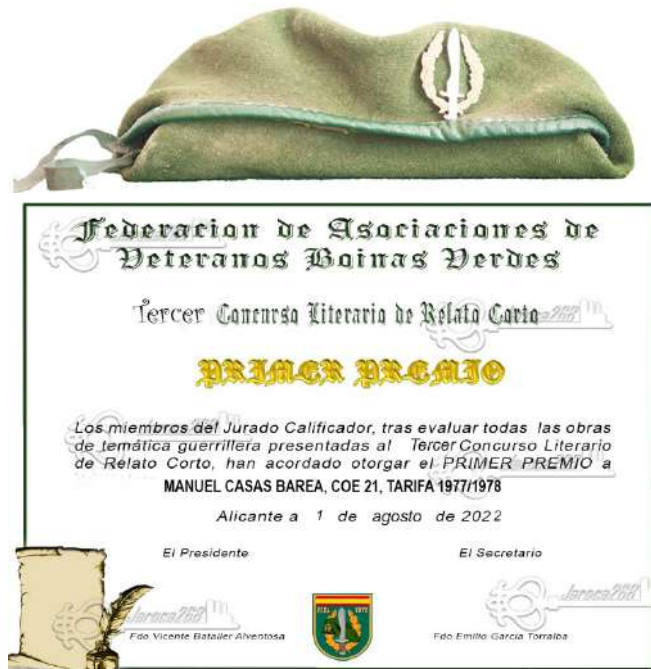 Federacion de Asociaciones de
Veteranos Boinas Verdes
Tercer Concurso Literario de Relato Corto
PRIMER PREMIO
Los miembros del Jurado Calificador, tras evaluar todas las obras
de temática guerrillera presentadas al Tercer Concurso Literario
de Relato Corto, han acordado otorgar el PRIMER PREMIO a
MANUEL CASAS BAREA, COE 21, TARIFA 1977/1978
Alicante a 1 de agosto de 2022
El Presidente El Secretario
Fdo Vicente Bataller Alventosa Fdo.Emilio García Torralba